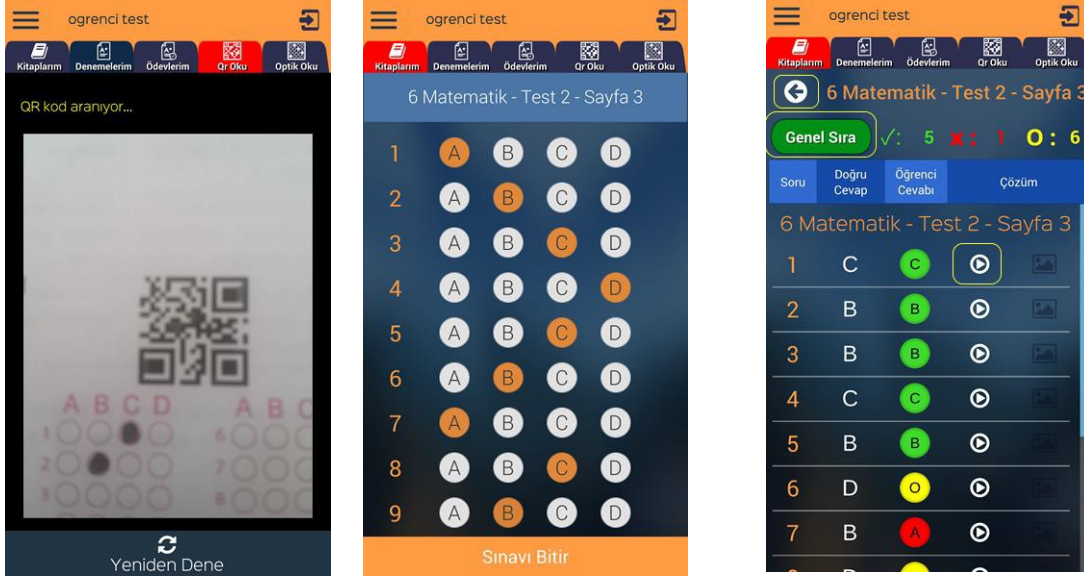 ogrenci test
Kitaplarım Denemelerim Ödevlerim Qr Oku Optik Oku
QR kod aranıyor...
A B C D A B C
1 6
2 7
3 8
Yeniden Dene
ogrenci test
Kitaplarım Denemelerim Ödevlerim Qr Oku Optik Oku
6 Matematik - Test 2 - Sayfa 3
1 A B C D
2 A B C D
3 A B C D
4 A B C D
5 A B C D
6 A B C D
7 A B C D
8 A B C D
9 A B C D
Sınavı Bitir
ogrenci test
Kitaplarım Denemelerim Ödevlerim Qr Oku Optik Oku
6 Matematik - Test 2 - Sayfa 3
Genel Sıra √: 5 ×: 1 O: 6
Soru Doğru Cevap Öğrenci Cevabı Çözüm
6 Matematik - Test 2 - Sayfa 3
1 C C
2 B B
3 B B
4 C C
5 B B
6 D O
7 B A